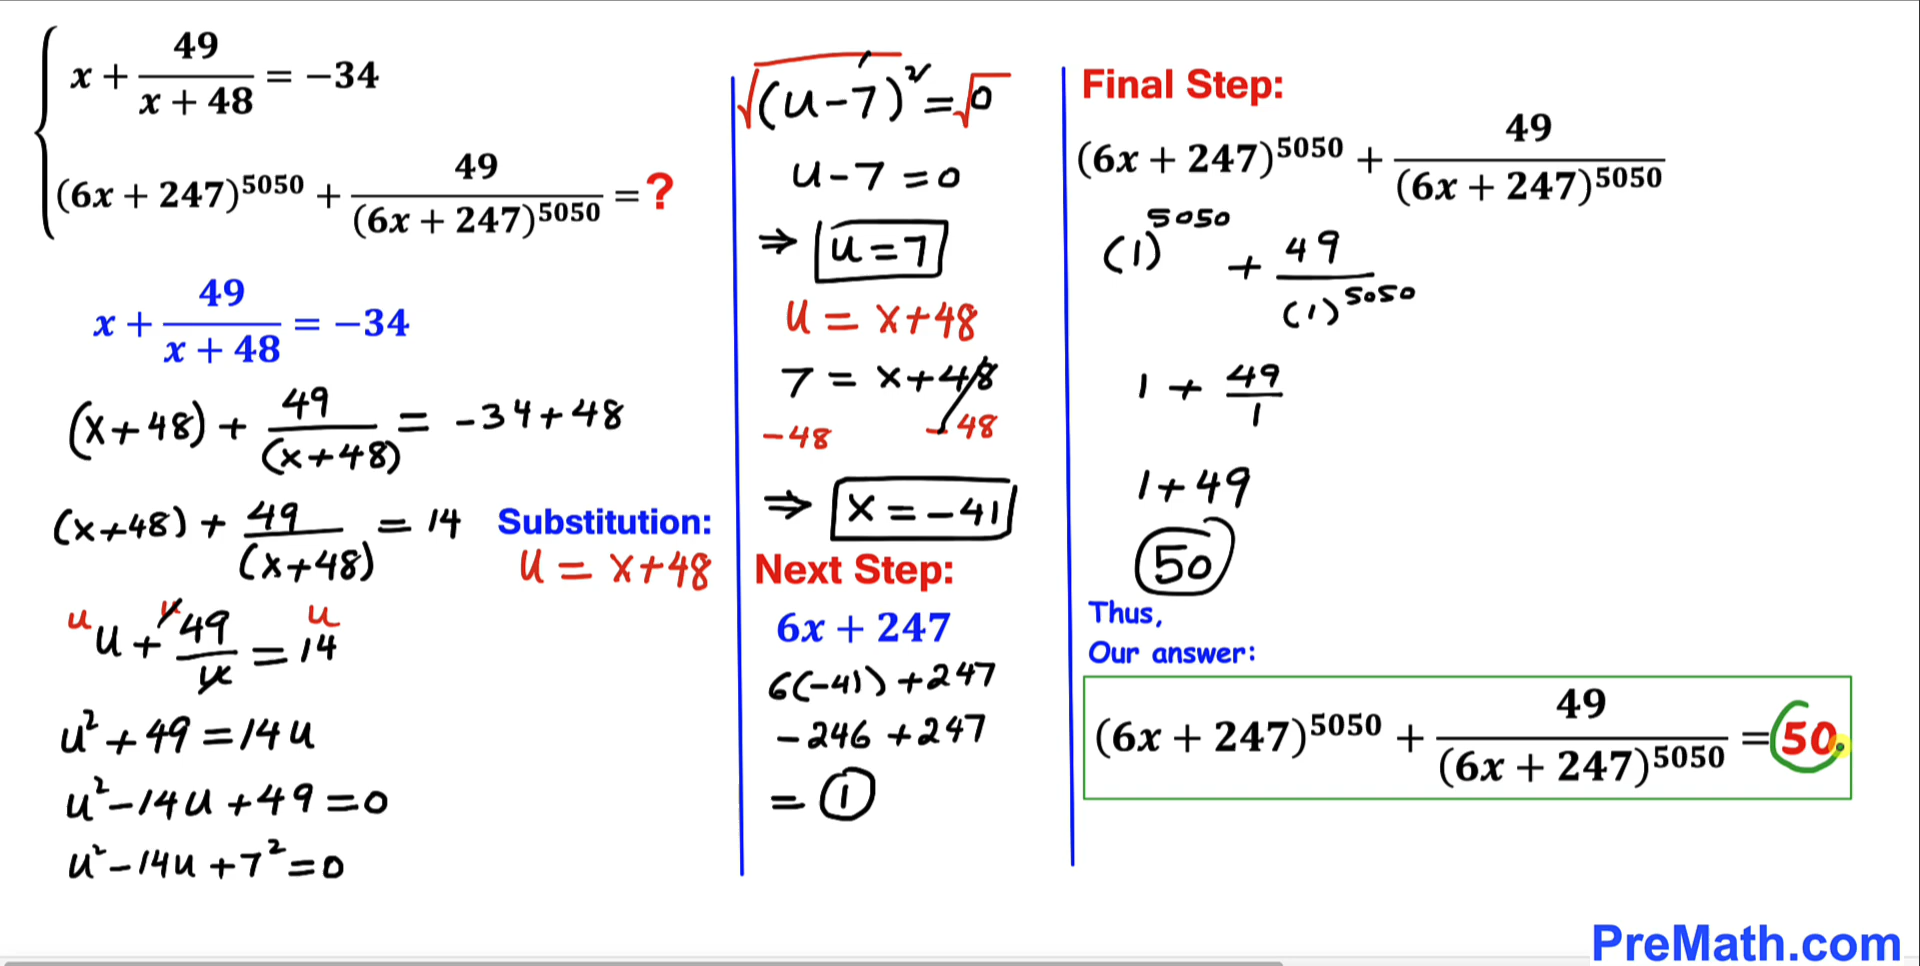 x + 49/(x + 48) = −34
(6x + 247)^5050 + 49/(6x + 247)^5050 = ?
x + 49/(x + 48) = −34
(x+48) + 49/(x+48) = -34+48
(x+48) + 49/(x+48) = 14
Substitution:
u = x+48
u u + u 49/u = 14 u
u² + 49 = 14u
u² - 14u + 49 = 0
u² - 14u + 7² = 0
√(u-7)² = √0
u-7 = 0
⇒ u = 7
u = x+48
7 = x+48
-48 -48
⇒ x = -41
Next Step:
6x + 247
6(-41) + 247
-246 + 247
= 1
Final Step:
(6x + 247)^5050 + 49/(6x + 247)^5050
(1)^5050 + 49/(1)^5050
1 + 49/1
1 + 49
50
Thus,
Our answer:
(6x + 247)^5050 + 49/(6x + 247)^5050 = 50.
PreMath.com